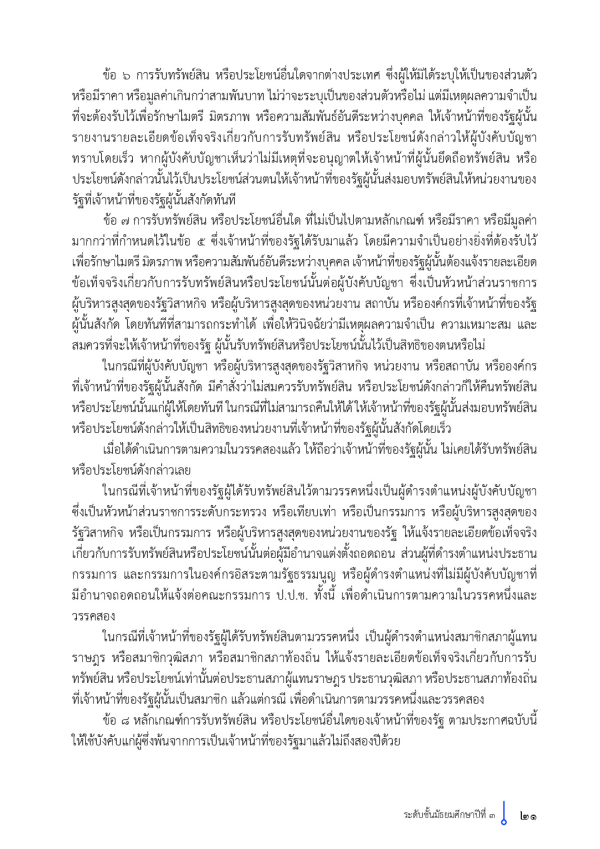 ข้อ ๖ การรับทรัพย์สิน หรือประโยชน์อื่นใดจากต่างประเทศ ซึ่งผู้ให้มิได้ระบุให้เป็นของส่วนตัว
หรือมีราคา หรือมูลค่าเกินกว่าสามพันบาท ไม่ว่าจะระบุเป็นของส่วนตัวหรือไม่ แต่มีเหตุผลความจำเป็น
ที่จะต้องรับไว้เพื่อรักษาไมตรี มิตรภาพ หรือความสัมพันธ์อันดีระหว่างบุคคล ให้เจ้าหน้าที่ของรัฐผู้นั้น
รายงานรายละเอียดข้อเท็จจริงเกี่ยวกับการรับทรัพย์สิน หรือประโยชน์ดังกล่าวให้ผู้บังคับบัญชา
ทราบโดยเร็ว หากผู้บังคับบัญชาเห็นว่าไม่มีเหตุที่จะอนุญาตให้เจ้าหน้าที่ผู้นั้นยึดถือทรัพย์สิน หรือ
ประโยชน์ดังกล่าวนั้นไว้เป็นประโยชน์ส่วนตนให้เจ้าหน้าที่ของรัฐผู้นั้นส่งมอบทรัพย์สินให้หน่วยงานของ
รัฐที่เจ้าหน้าที่ของรัฐผู้นั้นสังกัดทันที
ข้อ ๗ การรับทรัพย์สิน หรือประโยชน์อื่นใด ที่ไม่เป็นไปตามหลักเกณฑ์ หรือมีราคา หรือมีมูลค่า
มากกว่าที่กำหนดไว้ในข้อ ๕ ซึ่งเจ้าหน้าที่ของรัฐได้รับมาแล้ว โดยมีความจำเป็นอย่างยิ่งที่ต้องรับไว้
เพื่อรักษาไมตรี มิตรภาพ หรือความสัมพันธ์อันดีระหว่างบุคคล เจ้าหน้าที่ของรัฐผู้นั้นต้องแจ้งรายละเอียด
ข้อเท็จจริงเกี่ยวกับการรับทรัพย์สินหรือประโยชน์นั้นต่อผู้บังคับบัญชา ซึ่งเป็นหัวหน้าส่วนราชการ
ผู้บริหารสูงสุดของรัฐวิสาหกิจ หรือผู้บริหารสูงสุดของหน่วยงาน สถาบัน หรือองค์กรที่เจ้าหน้าที่ของรัฐ
ผู้นั้นสังกัด โดยทันทีที่สามารถกระทำได้ เพื่อให้วินิจฉัยว่ามีเหตุผลความจำเป็น ความเหมาะสม และ
สมควรที่จะให้เจ้าหน้าที่ของรัฐ ผู้นั้นรับทรัพย์สินหรือประโยชน์นั้นไว้เป็นสิทธิของตนหรือไม่
ในกรณีที่ผู้บังคับบัญชา หรือผู้บริหารสูงสุดของรัฐวิสาหกิจ หน่วยงาน หรือสถาบัน หรือองค์กร
ที่เจ้าหน้าที่ของรัฐผู้นั้นสังกัด มีคำสั่งว่าไม่สมควรรับทรัพย์สิน หรือประโยชน์ดังกล่าวก็ให้คืนทรัพย์สิน
หรือประโยชน์นั้นแก่ผู้ให้โดยทันที ในกรณีที่ไม่สามารถคืนให้ได้ ให้เจ้าหน้าที่ของรัฐผู้นั้นส่งมอบทรัพย์สิน
หรือประโยชน์ดังกล่าวให้เป็นสิทธิของหน่วยงานที่เจ้าหน้าที่ของรัฐผู้นั้นสังกัดโดยเร็ว
เมื่อได้ดำเนินการตามความในวรรคสองแล้ว ให้ถือว่าเจ้าหน้าที่ของรัฐผู้นั้น ไม่เคยได้รับทรัพย์สิน
หรือประโยชน์ดังกล่าวเลย
ในกรณีที่เจ้าหน้าที่ของรัฐผู้ได้รับทรัพย์สินไว้ตามวรรคหนึ่งเป็นผู้ดำรงตำแหน่งผู้บังคับบัญชา
ซึ่งเป็นหัวหน้าส่วนราชการระดับกระทรวง หรือเทียบเท่า หรือเป็นกรรมการ หรือผู้บริหารสูงสุดของ
รัฐวิสาหกิจ หรือเป็นกรรมการ หรือผู้บริหารสูงสุดของหน่วยงานของรัฐ ให้แจ้งรายละเอียดข้อเท็จจริง
เกี่ยวกับการรับทรัพย์สินหรือประโยชน์นั้นต่อผู้มีอำนาจแต่งตั้งถอดถอน ส่วนผู้ที่ดำรงตำแหน่งประธาน
กรรมการ และกรรมการในองค์กรอิสระตามรัฐธรรมนูญ หรือผู้ดำรงตำแหน่งที่ไม่มีผู้บังคับบัญชาที่
มีอำนาจถอดถอนให้แจ้งต่อคณะกรรมการ ป.ป.ช. ทั้งนี้ เพื่อดำเนินการตามความในวรรคหนึ่งและ
วรรคสอง
ในกรณีที่เจ้าหน้าที่ของรัฐผู้ได้รับทรัพย์สินตามวรรคหนึ่ง เป็นผู้ดำรงตำแหน่งสมาชิกสภาผู้แทน
ราษฎร หรือสมาชิกวุฒิสภา หรือสมาชิกสภาท้องถิ่น ให้แจ้งรายละเอียดข้อเท็จจริงเกี่ยวกับการรับ
ทรัพย์สิน หรือประโยชน์เท่านั้นต่อประธานสภาผู้แทนราษฎร ประธานวุฒิสภา หรือประธานสภาท้องถิ่น
ที่เจ้าหน้าที่ของรัฐผู้นั้นเป็นสมาชิก แล้วแต่กรณี เพื่อดำเนินการตามวรรคหนึ่งและวรรคสอง
ข้อ ๘ หลักเกณฑ์การรับทรัพย์สิน หรือประโยชน์อื่นใดของเจ้าหน้าที่ของรัฐ ตามประกาศฉบับนี้
ให้ใช้บังคับแก่ผู้ซึ่งพ้นจากการเป็นเจ้าหน้าที่ของรัฐมาแล้วไม่ถึงสองปีด้วย
ระดับชั้นมัธยมศึกษาปีที่ ๓ ๒๑